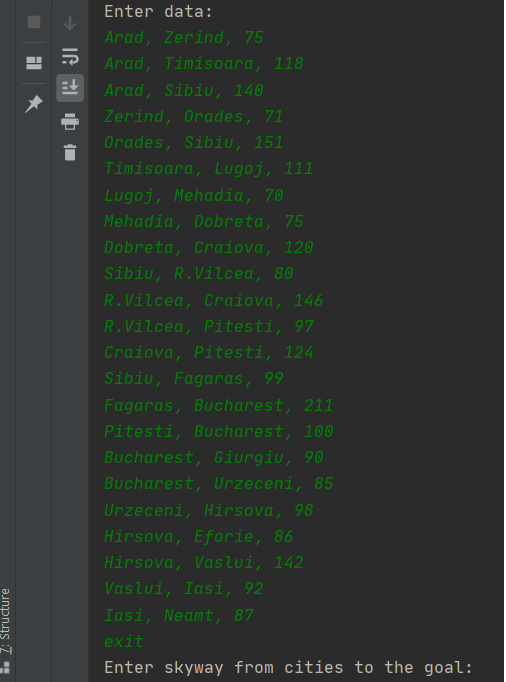 Enter data:
Arad, Zerind, 75
Arad, Timisoara, 118
Arad, Sibiu, 140
Zerind, Orades, 71
Orades, Sibiu, 151
Timisoara, Lugoj, 111
Lugoj, Mehadia, 70
Mehadia, Dobreta, 75
Dobreta, Craiova, 120
Sibiu, R.Vilcea, 80
R.Vilcea, Craiova, 146
R.Vilcea, Pitesti, 97
Craiova, Pitesti, 124
Sibiu, Fagaras, 99
Fagaras, Bucharest, 211
Pitesti, Bucharest, 100
Bucharest, Giurgiu, 90
Bucharest, Urzeceni, 85
Urzeceni, Hirsova, 98
Hirsova, Eforie, 86
Hirsova, Vaslui, 142
Vaslui, Iasi, 92
Iasi, Neamt, 87
exit
Enter skyway from cities to the goal:
7: Structure